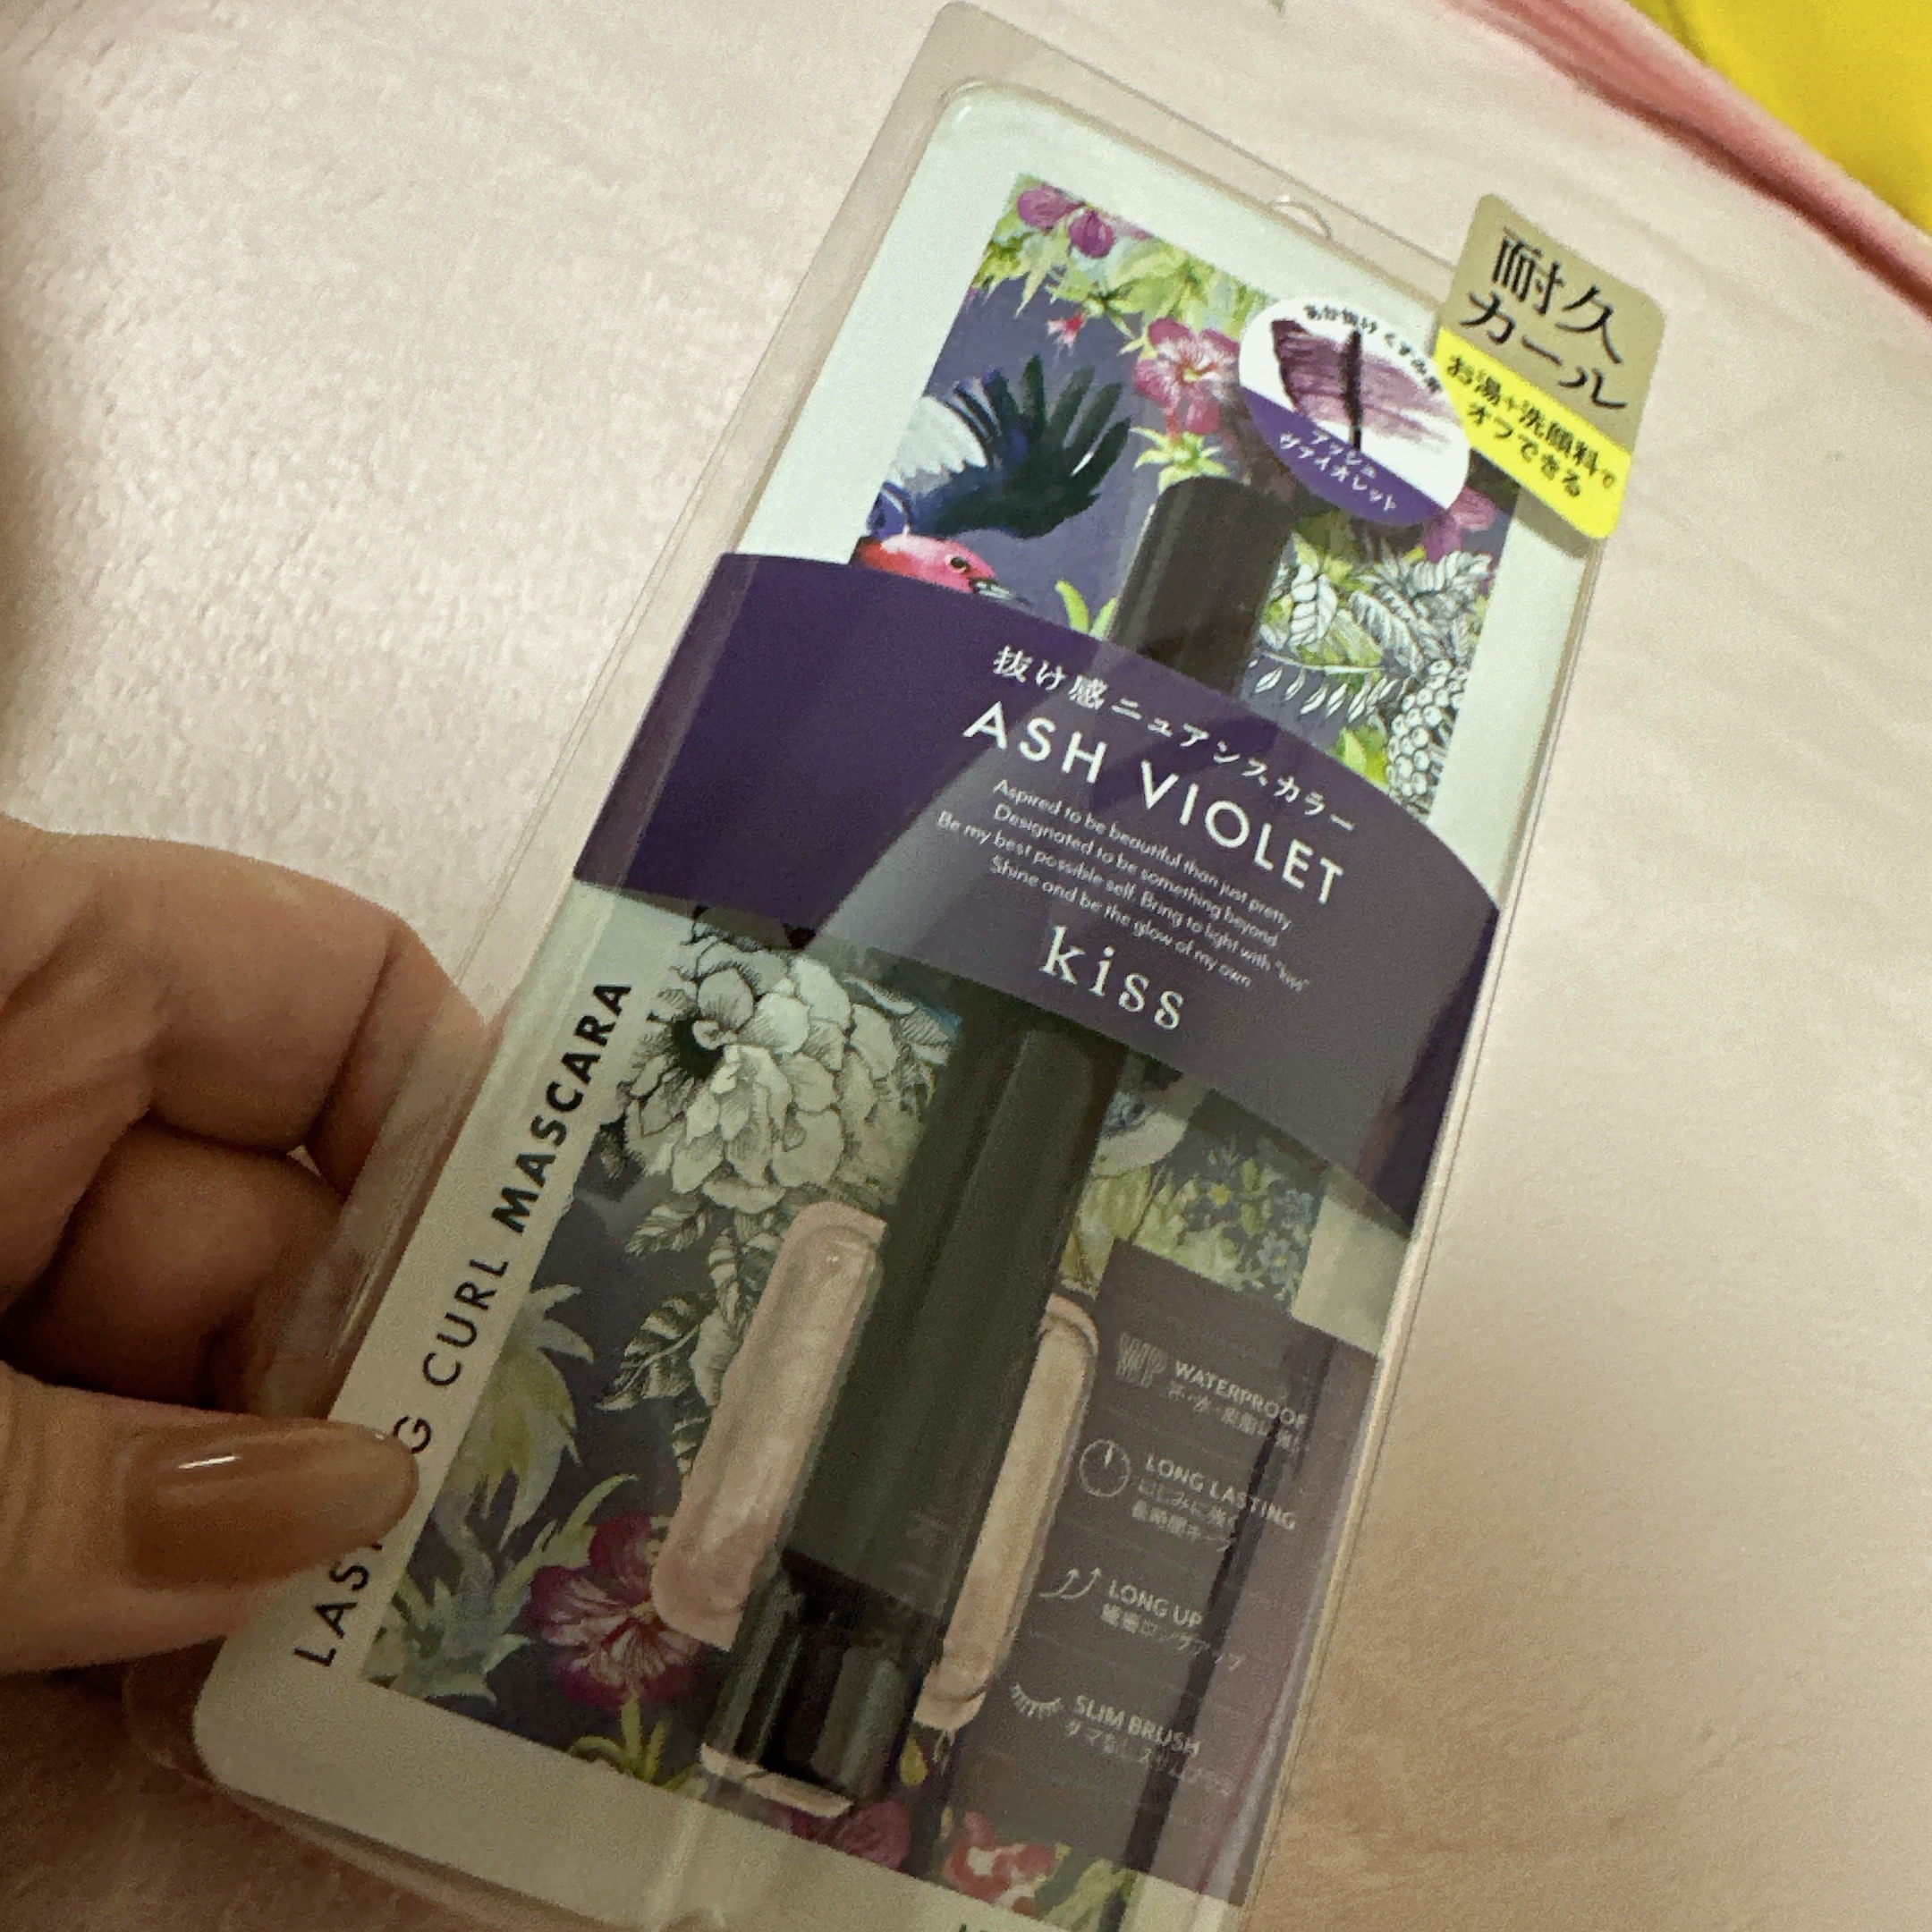 耐久
カール
お湯+洗顔料で
オフできる
アッシュ
ヴァイオレット
抜け感ニュアンスカラー
ASH VIOLET
Aspired to be beautiful than just pretty
Designated to be something beyond
Be my best possible self. Bring to light with "kiss"
Shine and be the glow of my own
kiss
CURL MASCARA
WP WATERPROOF
LONG LASTING
LONG UP
SLIM BRUSH